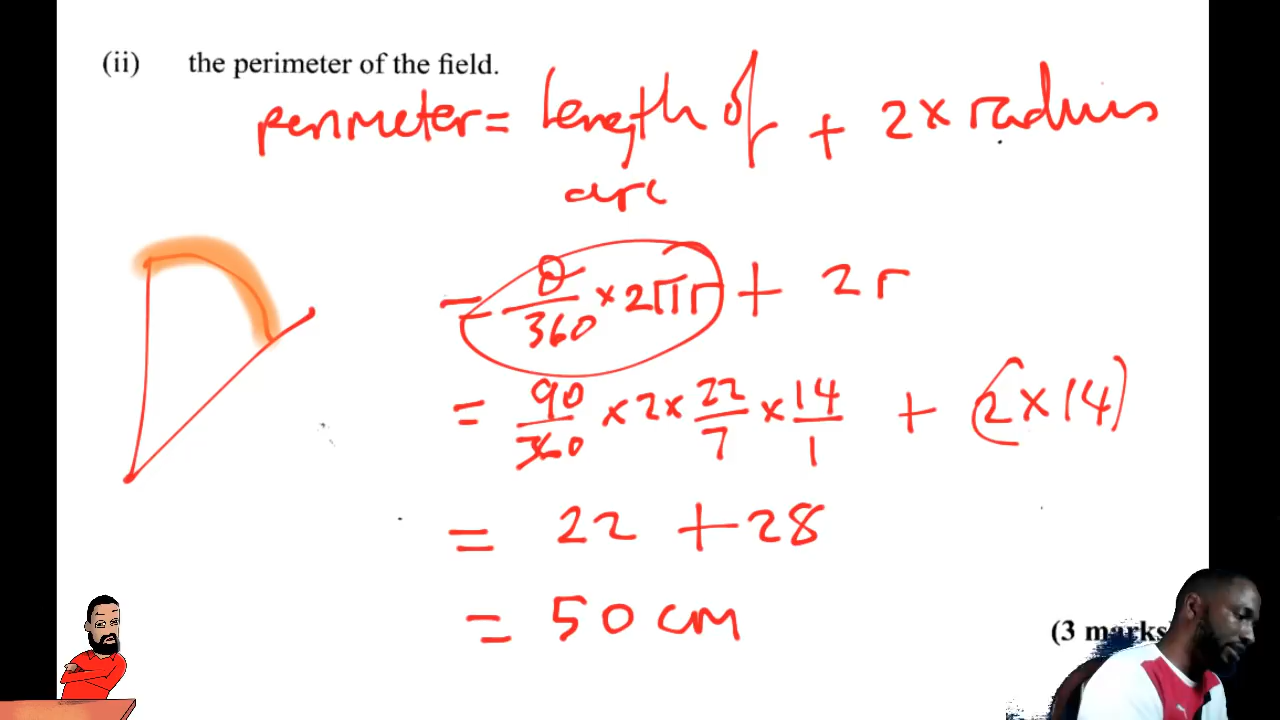 (ii) the perimeter of the field.
perimeter = length of + 2 × radius
arc
= θ/360 × 2πr + 2r
= 90/360 × 2 × 22/7 × 14/1 + (2 × 14)
= 22 + 28
= 50 cm
(3 marks